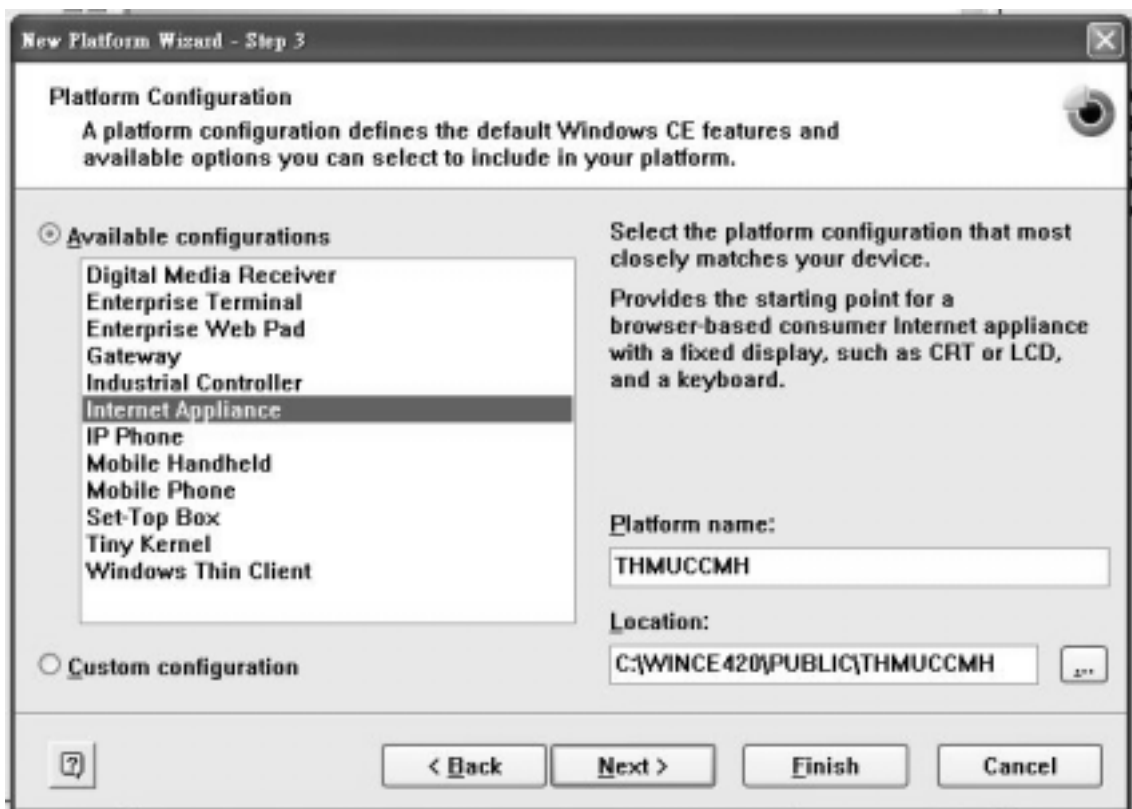 New Platform Wizard - Step 3
Platform Configuration
A platform configuration defines the default Windows CE features and
available options you can select to include in your platform.
Available configurations
Digital Media Receiver
Enterprise Terminal
Enterprise Web Pad
Gateway
Industrial Controller
Internet Appliance
IP Phone
Mobile Handheld
Mobile Phone
Set-Top Box
Tiny Kernel
Windows Thin Client
Custom configuration
Select the platform configuration that most
closely matches your device.
Provides the starting point for a
browser-based consumer Internet appliance
with a fixed display, such as CRT or LCD,
and a keyboard.
Platform name:
THMUCCMH
Location:
C:\WINCE420\PUBLIC\THMUCCMH
...
?
< Back
Next >
Finish
Cancel